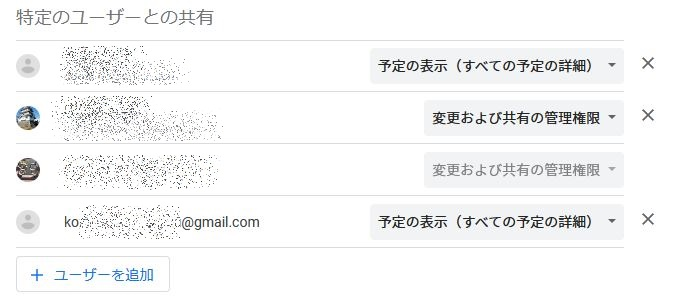 特定のユーザーとの共有
予定の表示（すべての予定の詳細）
変更および共有の管理権限
変更および共有の管理権限
ko @gmail.com 予定の表示（すべての予定の詳細）
+ ユーザーを追加